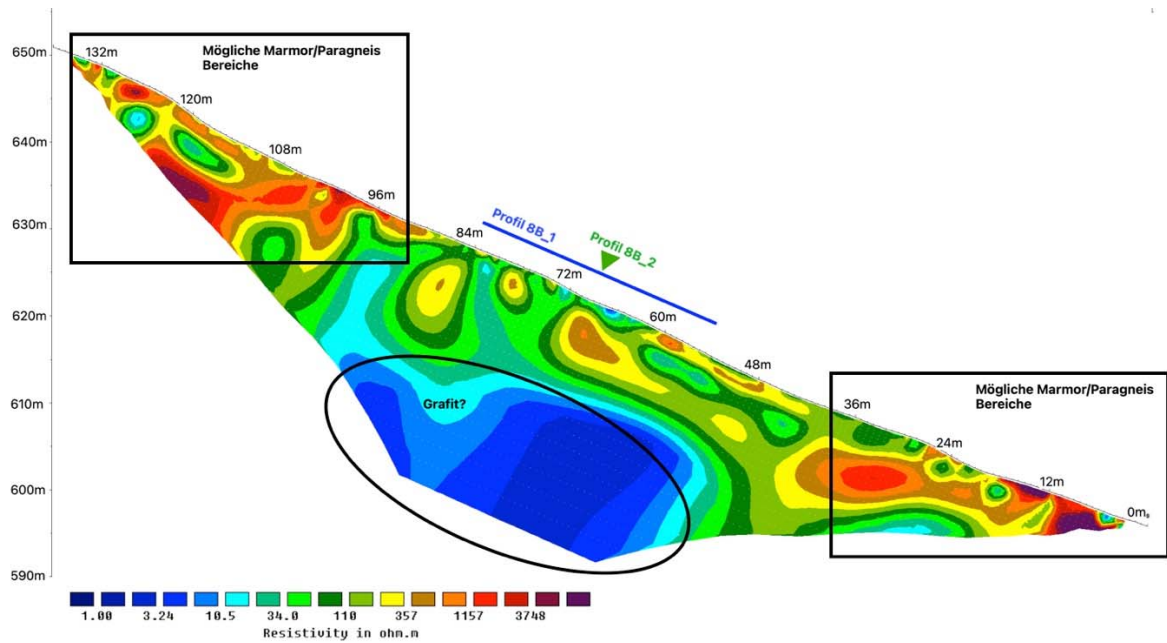 1
650m
132m
Mögliche Marmor/Paragneis
Bereiche
120m
640m
108m
96m
630m
84m
Profil 8B_1
Profil 8B_2
72m
620m
60m
48m
610m
Grafit?
Mögliche Marmor/Paragneis
Bereiche
36m
24m
600m
12m
0m
590m
1.00 3.24 10.5 34.0 110 357 1157 3748
Resistivity in ohm.m